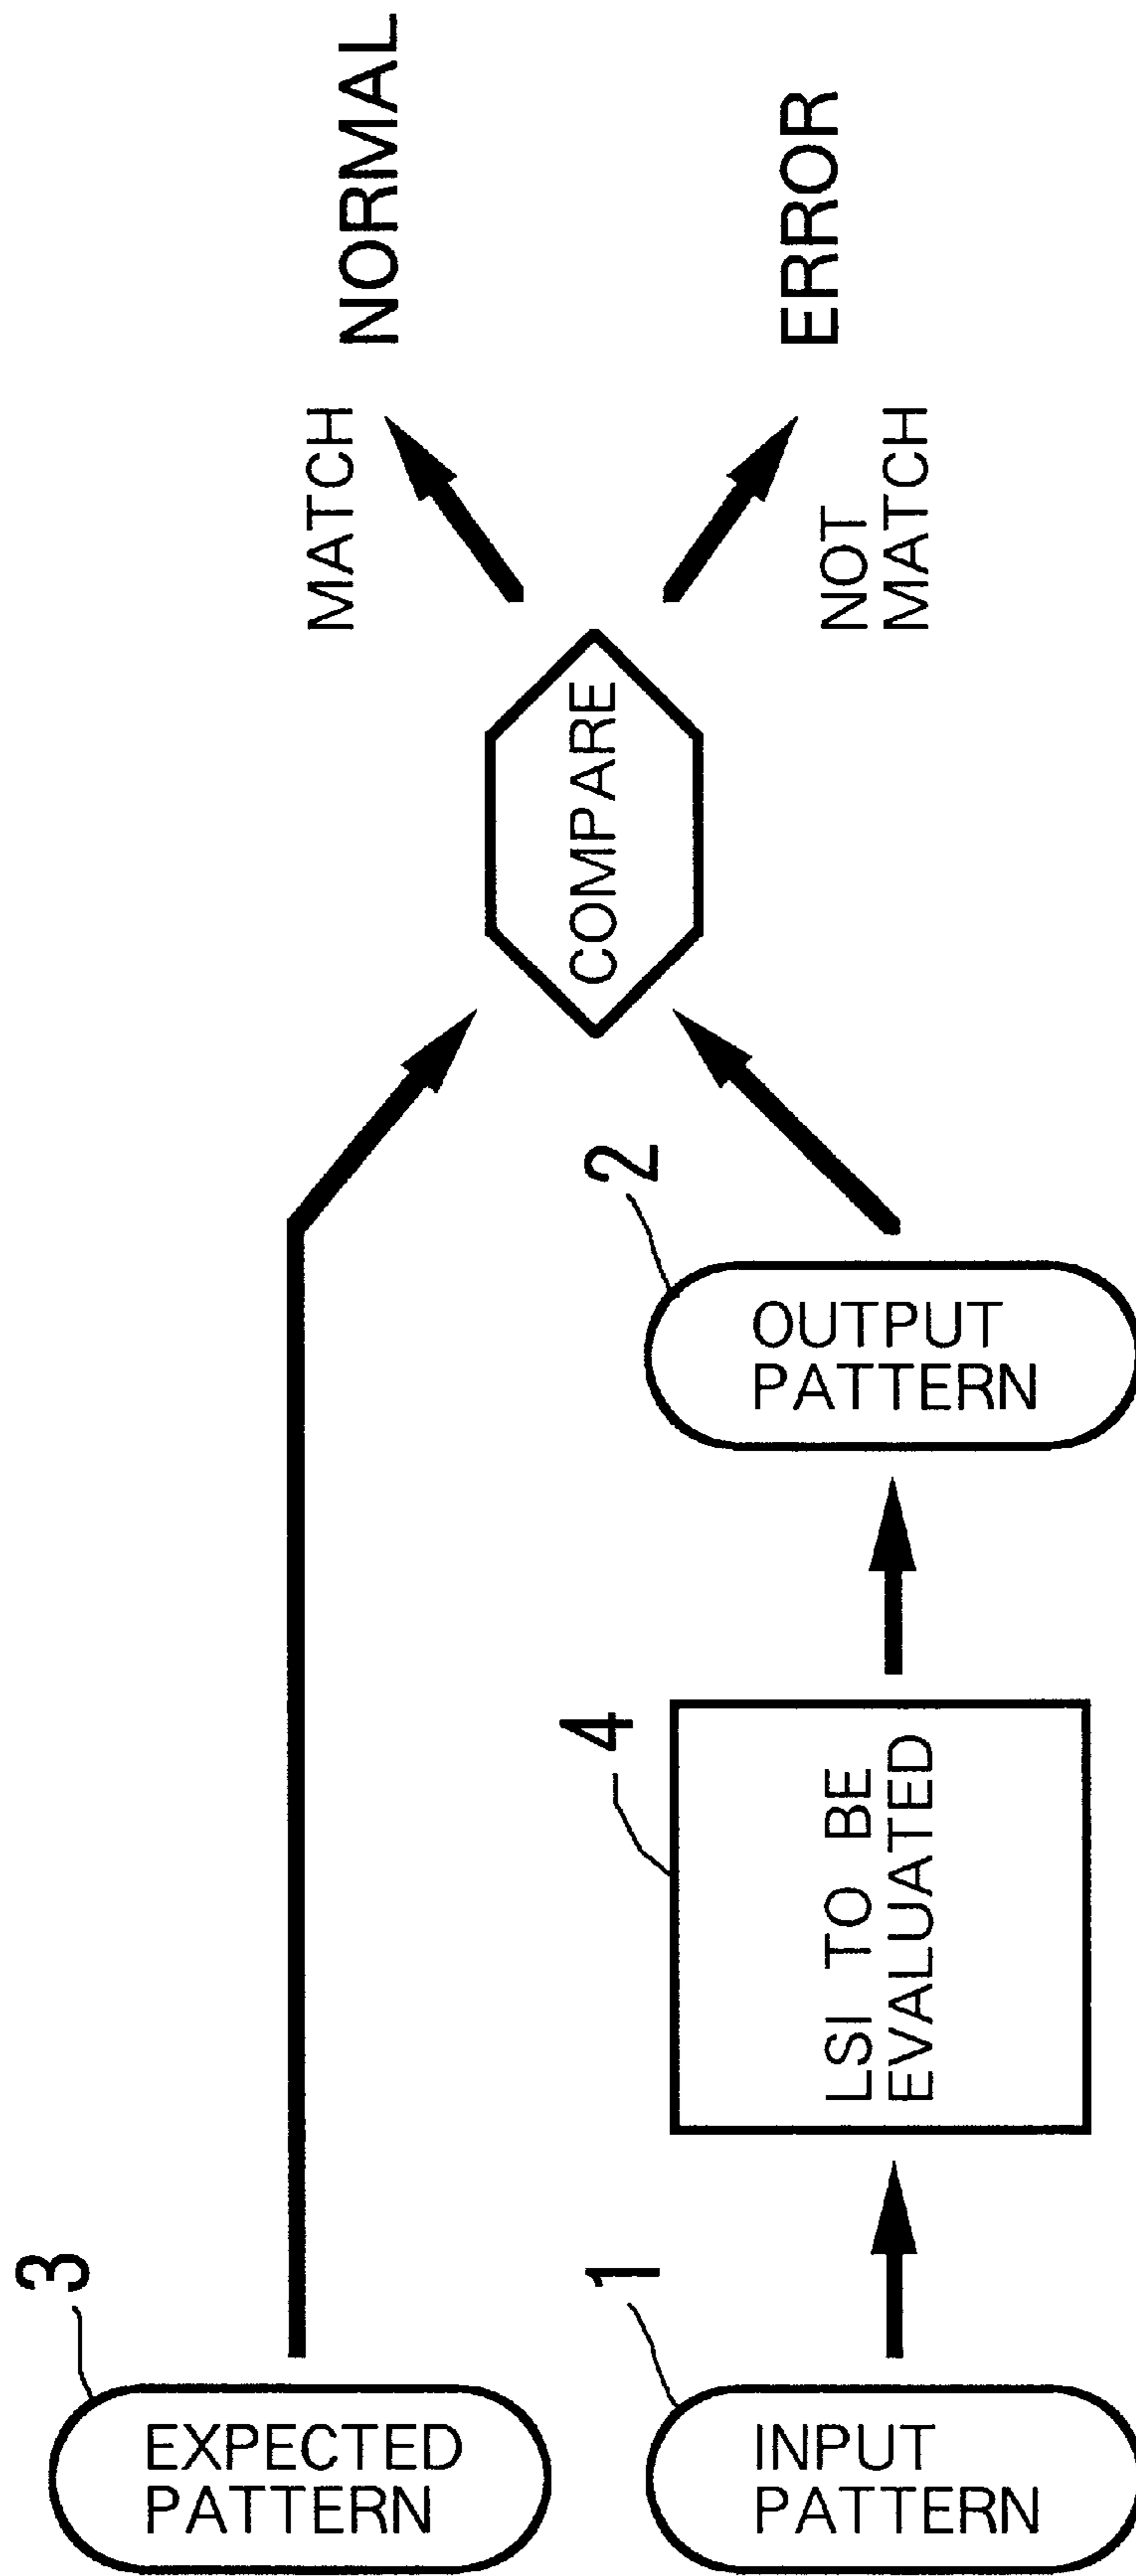 3
EXPECTED
PATTERN
1
INPUT
PATTERN
4
LSI TO BE
EVALUATED
2
OUTPUT
PATTERN
COMPARE
MATCH
NORMAL
NOT
MATCH
ERROR